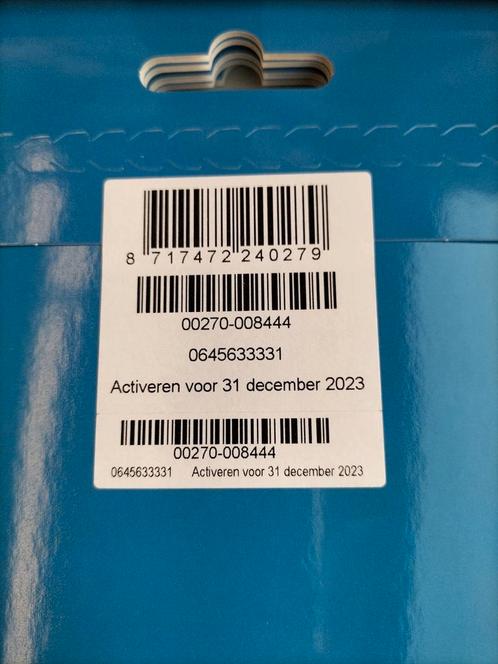 8 717472 240279
00270-008444
0645633331
Activeren voor 31 december 2023
00270-008444
0645633331 Activeren voor 31 december 2023